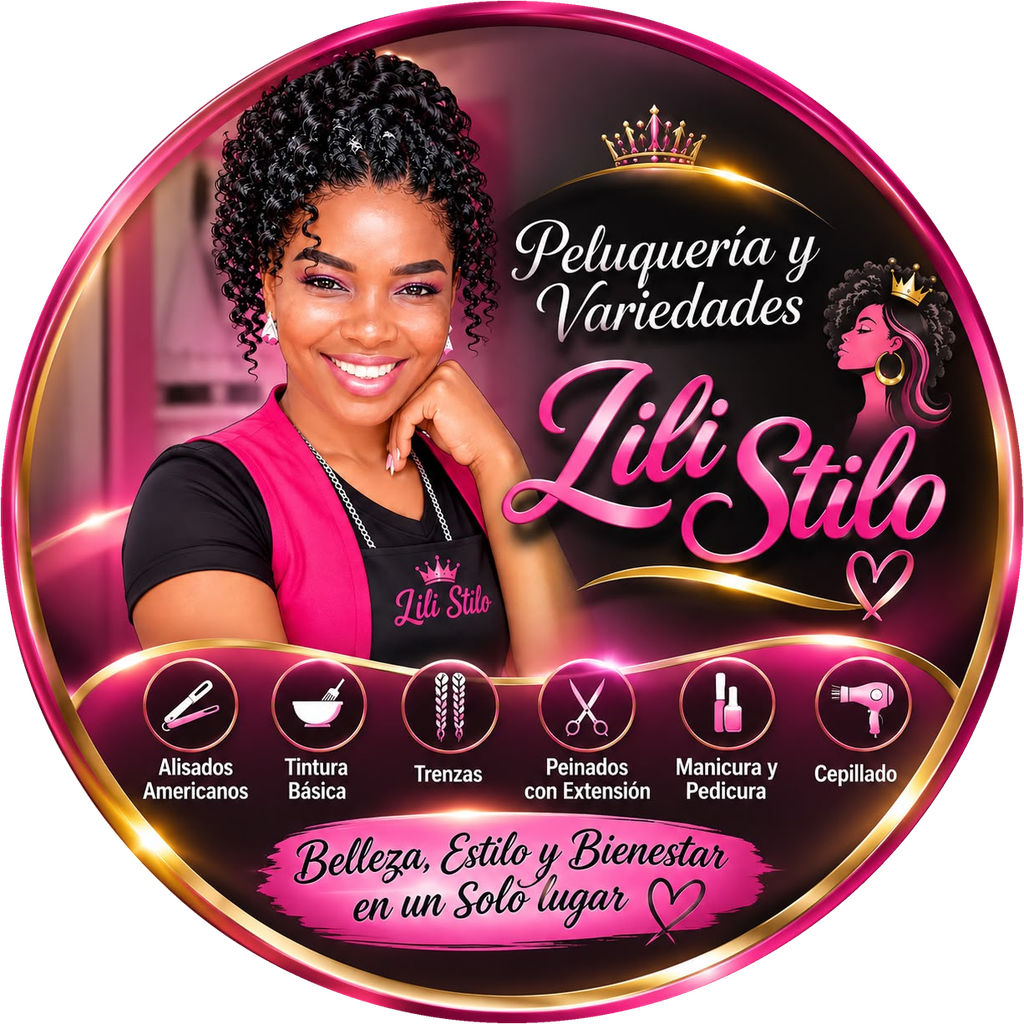 Peluquería y
Variedades
Lili
Stilo
Lili Stilo
Alisados
Americanos
Tintura
Básica
Trenzas
Peinados
con Extensión
Manicura y
Pedicura
Cepillado
Belleza, Estilo y Bienestar
en un Solo lugar